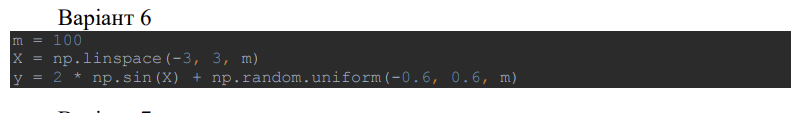 Варіант 6
m = 100
X = np.linspace(-3, 3, m)
y = 2 * np.sin(X) + np.random.uniform(-0.6, 0.6, m)